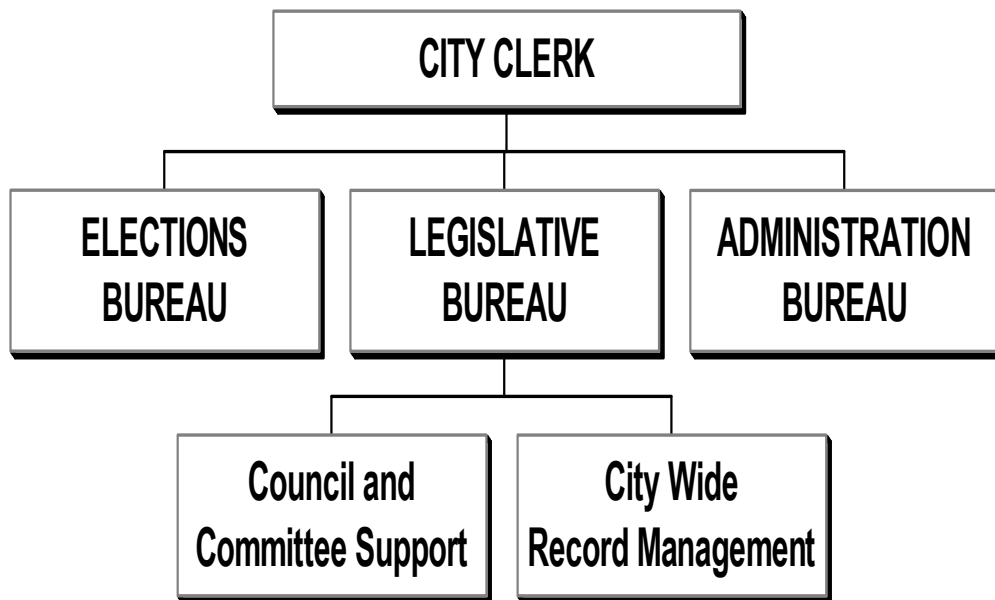 CITY CLERK
ELECTIONS
BUREAU
LEGISLATIVE
BUREAU
ADMINISTRATION
BUREAU
Council and
Committee Support
City Wide
Record Management